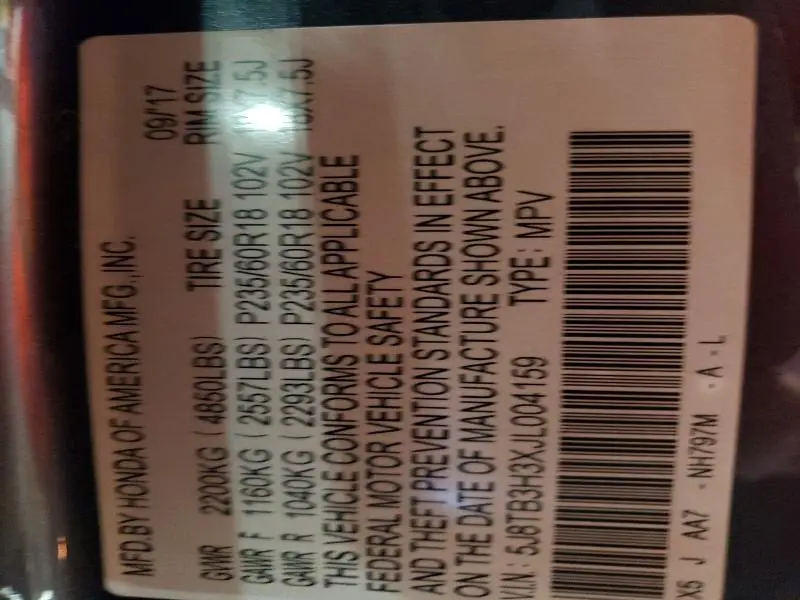 MFD.BY HONDA OF AMERICA MFG.,INC.
09/'17
GVWR 2200KG ( 4850LBS) TIRE SIZE RIM SIZE
GAWR F 1160KG ( 2557LBS) P235/60R18 102V 18X7.5J
GAWR R 1040KG ( 2293LBS) P235/60R18 102V 18X7.5J
THIS VEHICLE CONFORMS TO ALL APPLICABLE
FEDERAL MOTOR VEHICLE SAFETY
AND THEFT PREVENTION STANDARDS IN EFFECT
ON THE DATE OF MANUFACTURE SHOWN ABOVE.
V.I.N: 5J8TB3H3XJL004159 TYPE: MPV
X5 J AA7 - NH797M - A - L